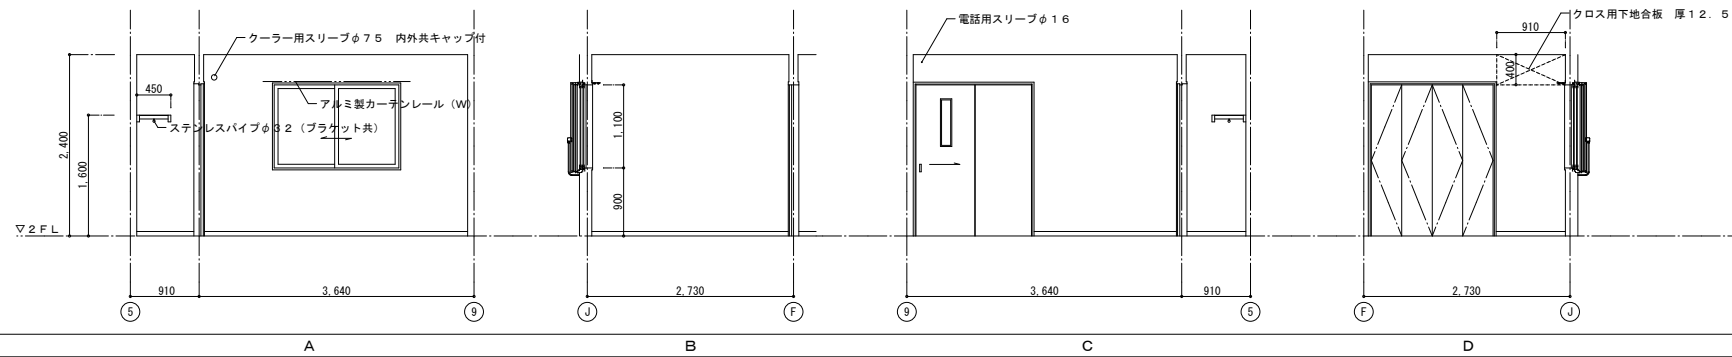 クーラー用スリーブφ７５　内外共キャップ付
アルミ製カーテンレール（Ｗ）
450
ステンレスパイプφ３２（ブラケット共）
2,400
1,600
▽２ＦＬ
910
3,640
5
9
A
1,100
900
2,730
J
F
B
電話用スリーブφ１６
3,640
910
9
5
C
クロス用下地合板　厚１２．５
910
400
2,730
F
J
D